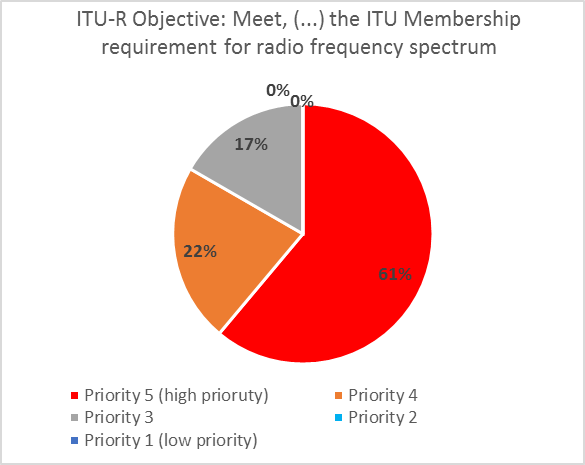 ITU-R Objective: Meet, (...) the ITU Membership
requirement for radio frequency spectrum
0%
0%
17%
22%
61%
Priority 5 (high prioruty)
Priority 4
Priority 3
Priority 2
Priority 1 (low priority)